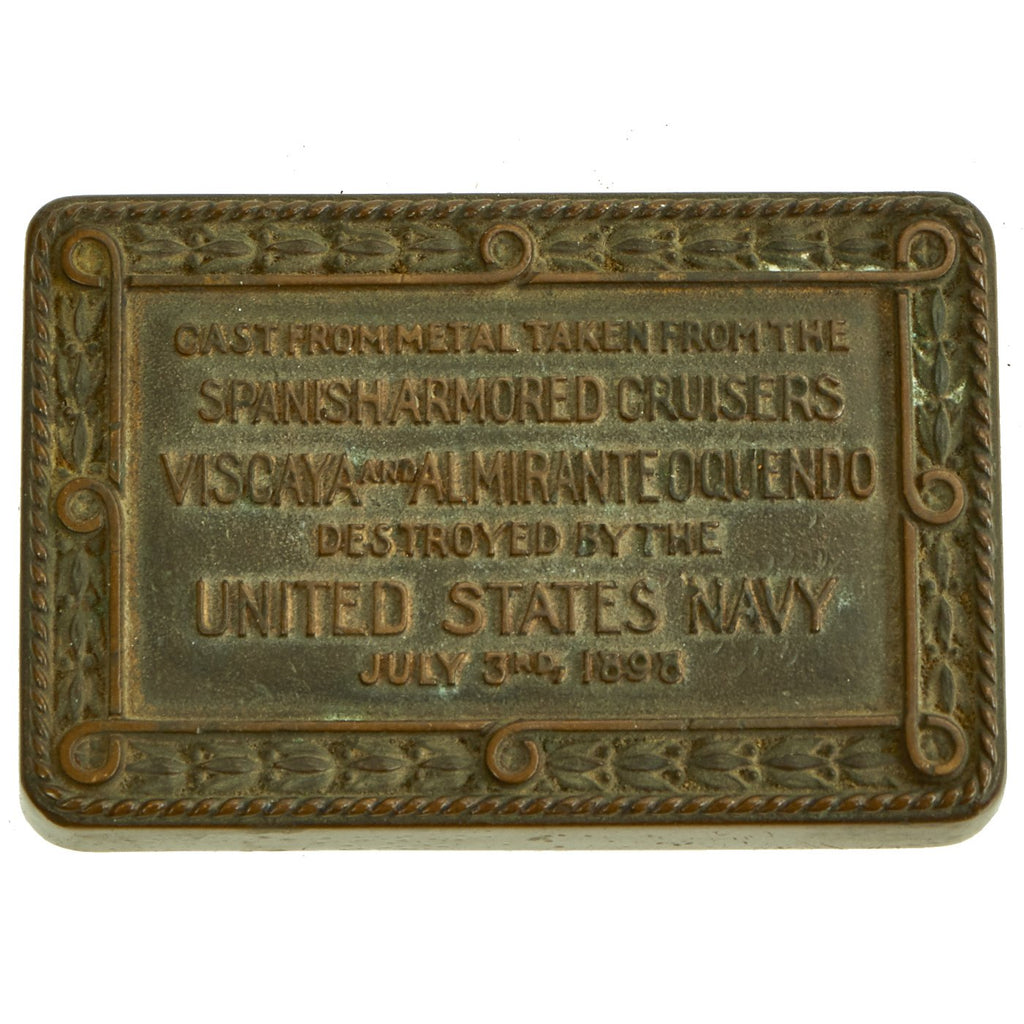 CAST FROM METAL TAKEN FROM THE
SPANISH ARMORED CRUISERS
VISCAYA AND ALMIRANTE OQUENDO
DESTROYED BY THE
UNITED STATES NAVY
JULY 3RD, 1898